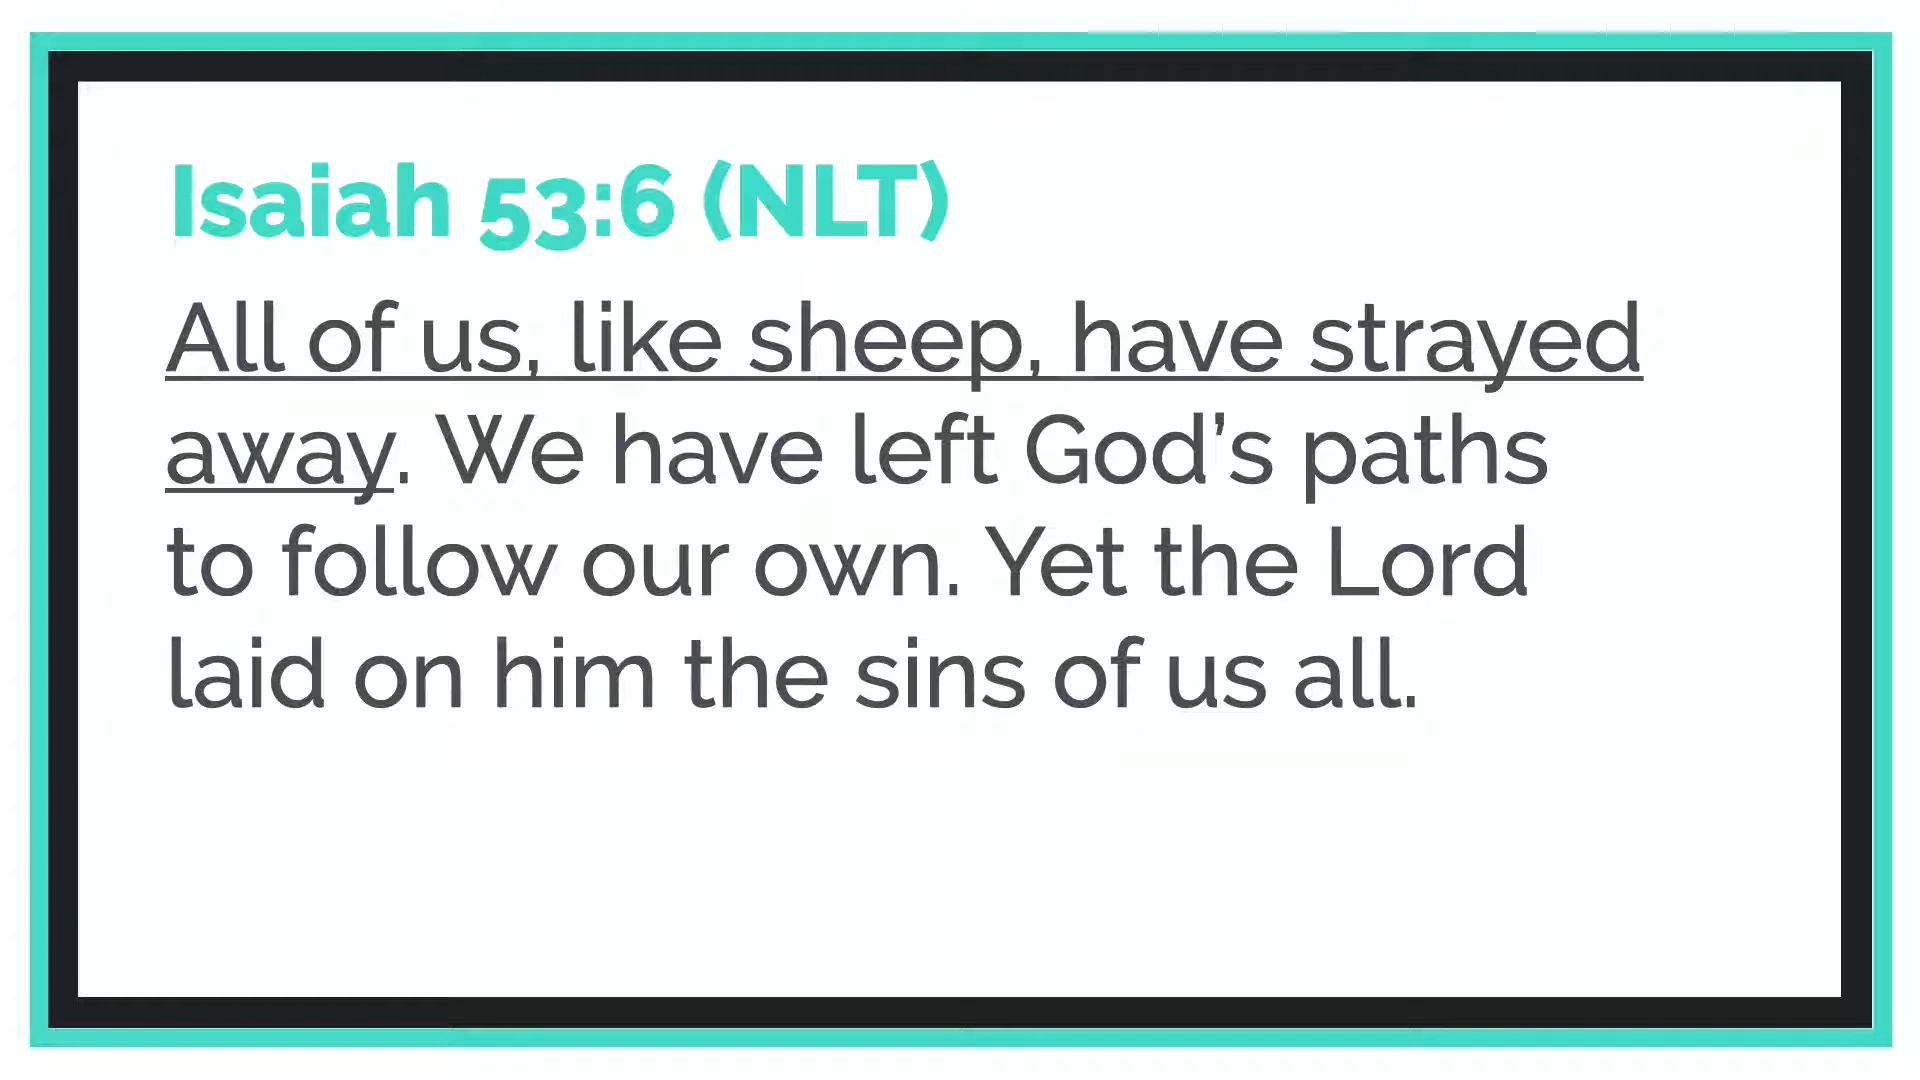 Isaiah 53:6 (NLT)
All of us, like sheep, have strayed
away. We have left God’s paths
to follow our own. Yet the Lord
laid on him the sins of us all.